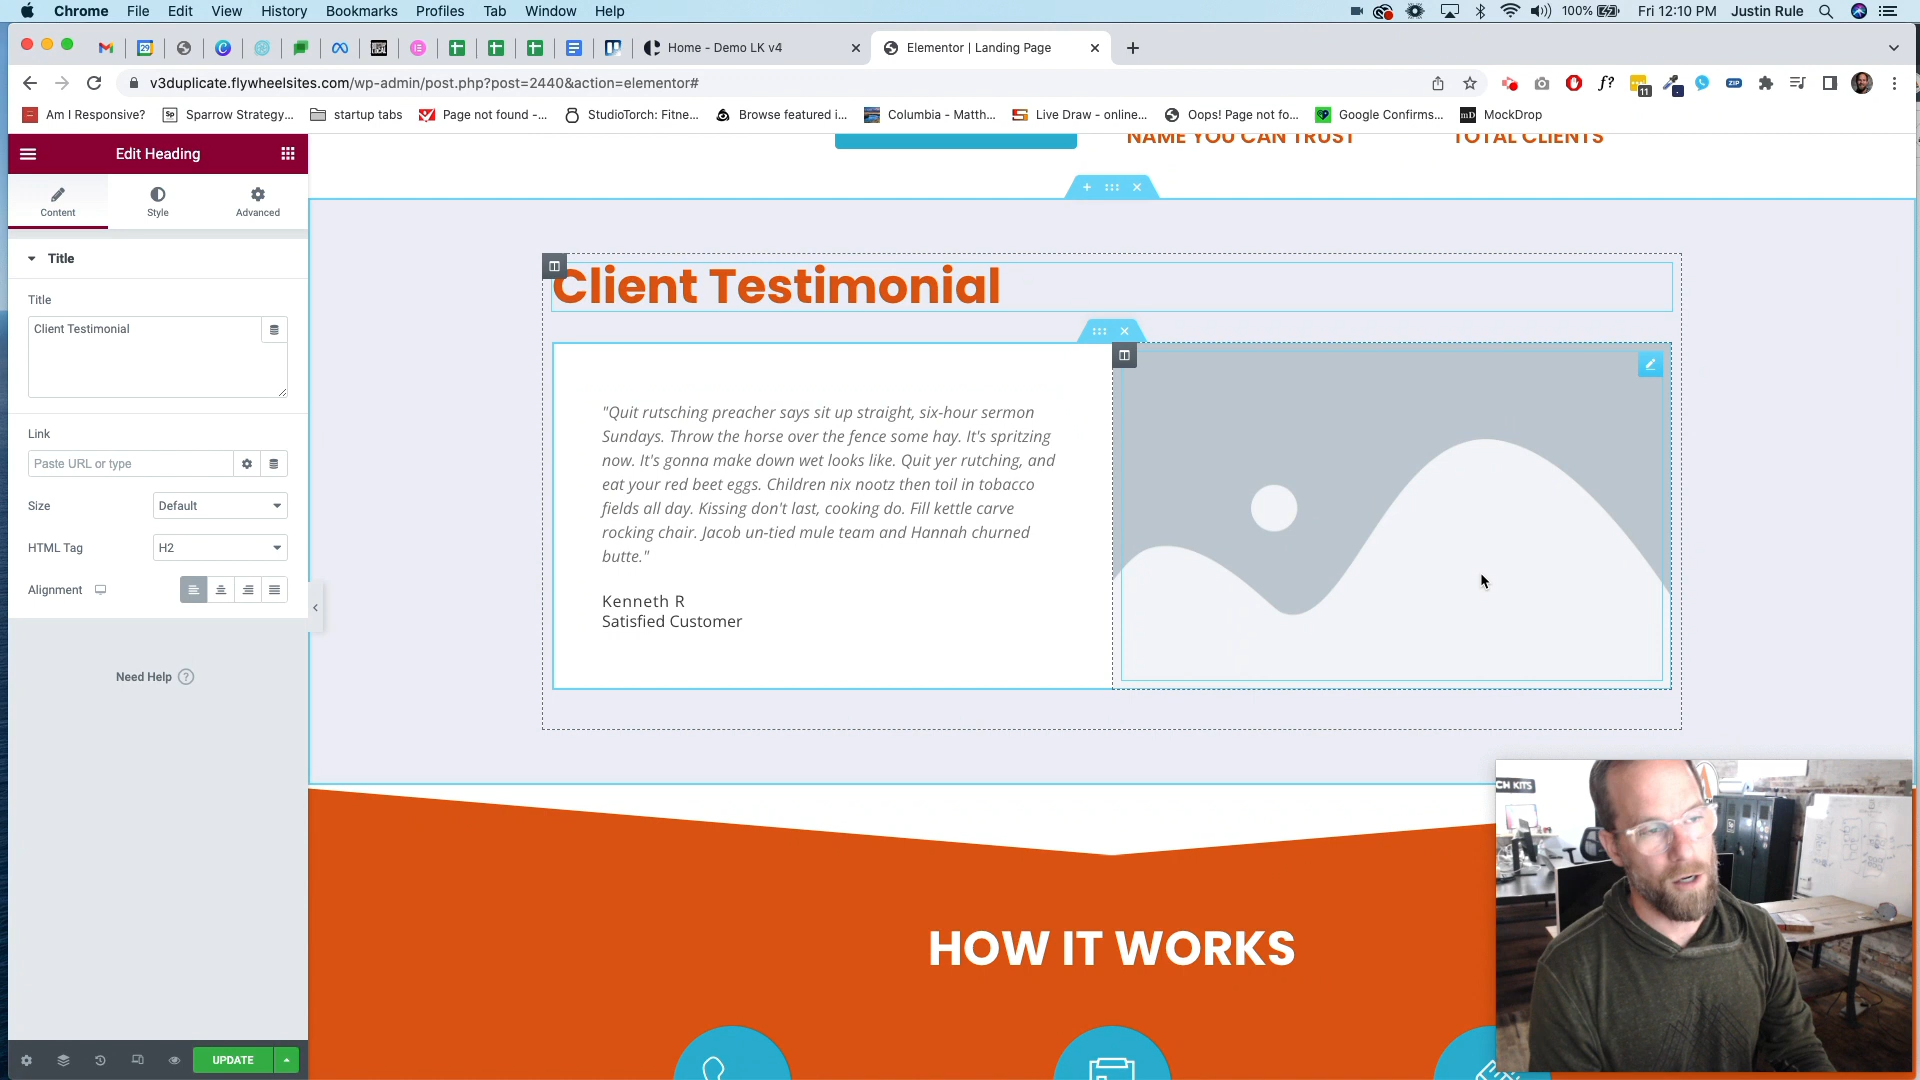 Chrome File Edit View History Bookmarks Profiles Tab Window Help 100% Fri 12:10 PM Justin Rule
Home - Demo LK v4
Elementor | Landing Page
v3duplicate.flywheelsites.com/wp-admin/post.php?post=2440&action=elementor#
Am I Responsive? Sparrow Strategy... startup tabs Page not found -... StudioTorch: Fitne... Browse featured i... Columbia - Matth... Live Draw - online... Oops! Page not fo... Google Confirms... MockDrop
Edit Heading
Content Style Advanced
Title
Title
Client Testimonial
Link
Paste URL or type
Size Default
HTML Tag H2
Alignment
Need Help
UPDATE
NAME YOU CAN TRUST
TOTAL CLIENTS
Client Testimonial
"Quit rutsching preacher says sit up straight, six-hour sermon
Sundays. Throw the horse over the fence some hay. It's spritzing
now. It's gonna make down wet looks like. Quit yer rutching, and
eat your red beet eggs. Children nix nootz then toil in tobacco
fields all day. Kissing don't last, cooking do. Fill kettle carve
rocking chair. Jacob un-tied mule team and Hannah churned
butte."
Kenneth R
Satisfied Customer
HOW IT WORKS
CH KITS